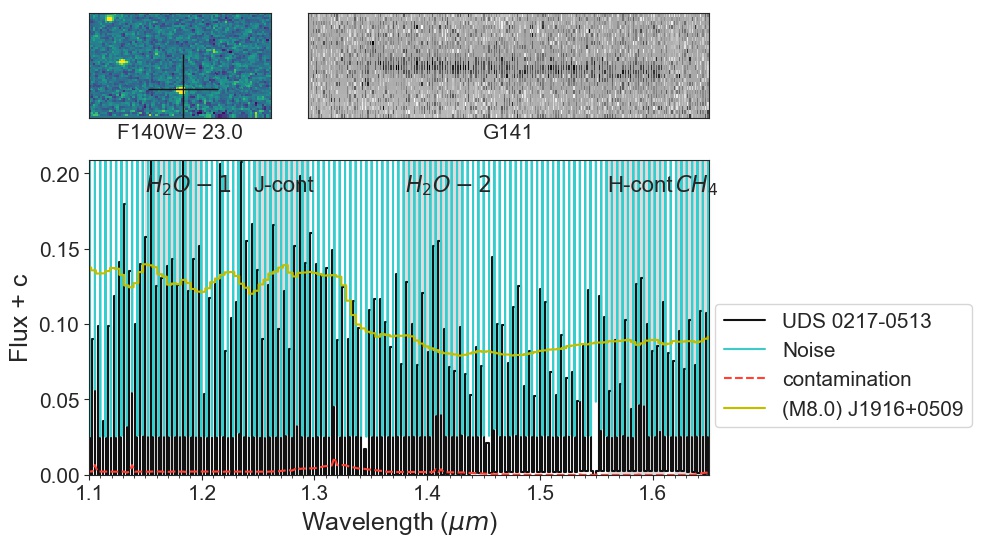 F140W= 23.0
G141
H₂O − 1 J-cont H₂O − 2 H-cont CH₄
0.20
0.15
0.10
0.05
0.00
Flux + c
1.1 1.2 1.3 1.4 1.5 1.6
Wavelength (μm)
UDS 0217-0513
Noise
contamination
(M8.0) J1916+0509